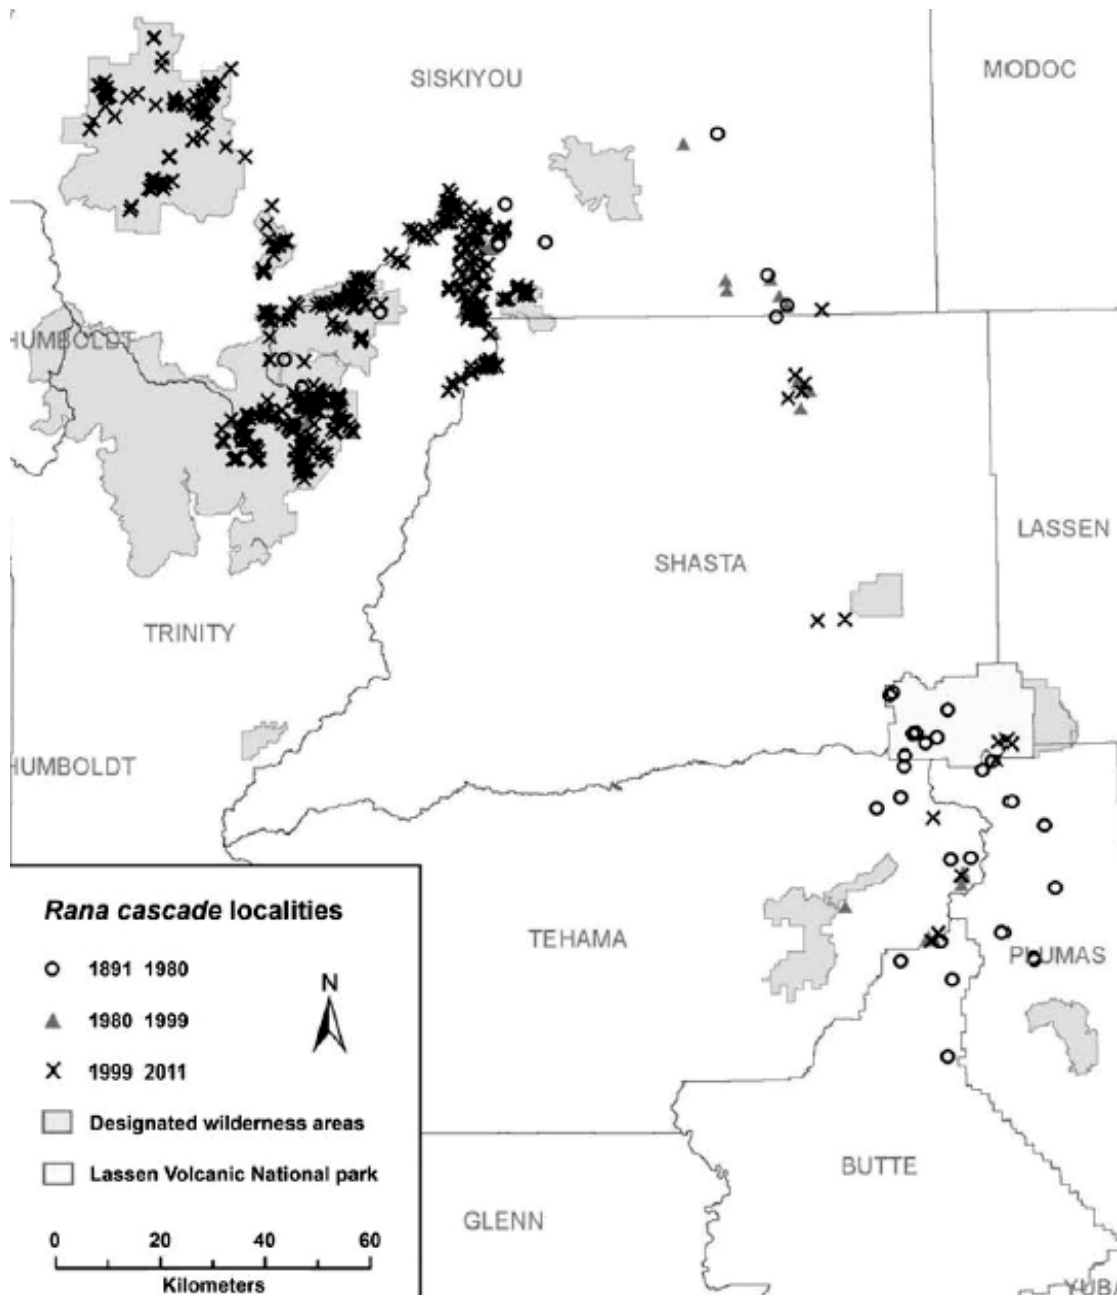 SISKIYOU
MODOC
HUMBOLDT
LASSEN
SHASTA
TRINITY
HUMBOLDT
Rana cascade localities
1891 1980
1980 1999
1999 2011
Designated wilderness areas
Lassen Volcanic National park
N
0 20 40 60
Kilometers
TEHAMA
PLUMAS
BUTTE
GLENN
YUBA